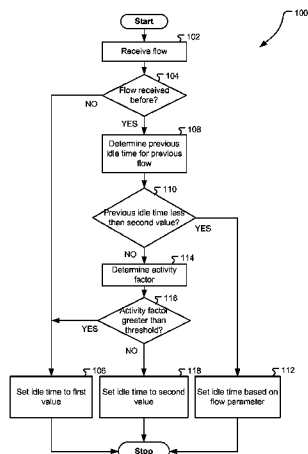 100
Start
102
Receive flow
104
Flow received
before?
NO
YES
108
Determine previous
idle time for previous
flow
110
Previous idle time less
than second value?
YES
NO
114
Determine activity
factor
116
Activity factor
greater than
threshold?
YES
NO
106
Set idle time to first
value
118
Set idle time to second
value
112
Set idle time based on
flow parameter
Stop